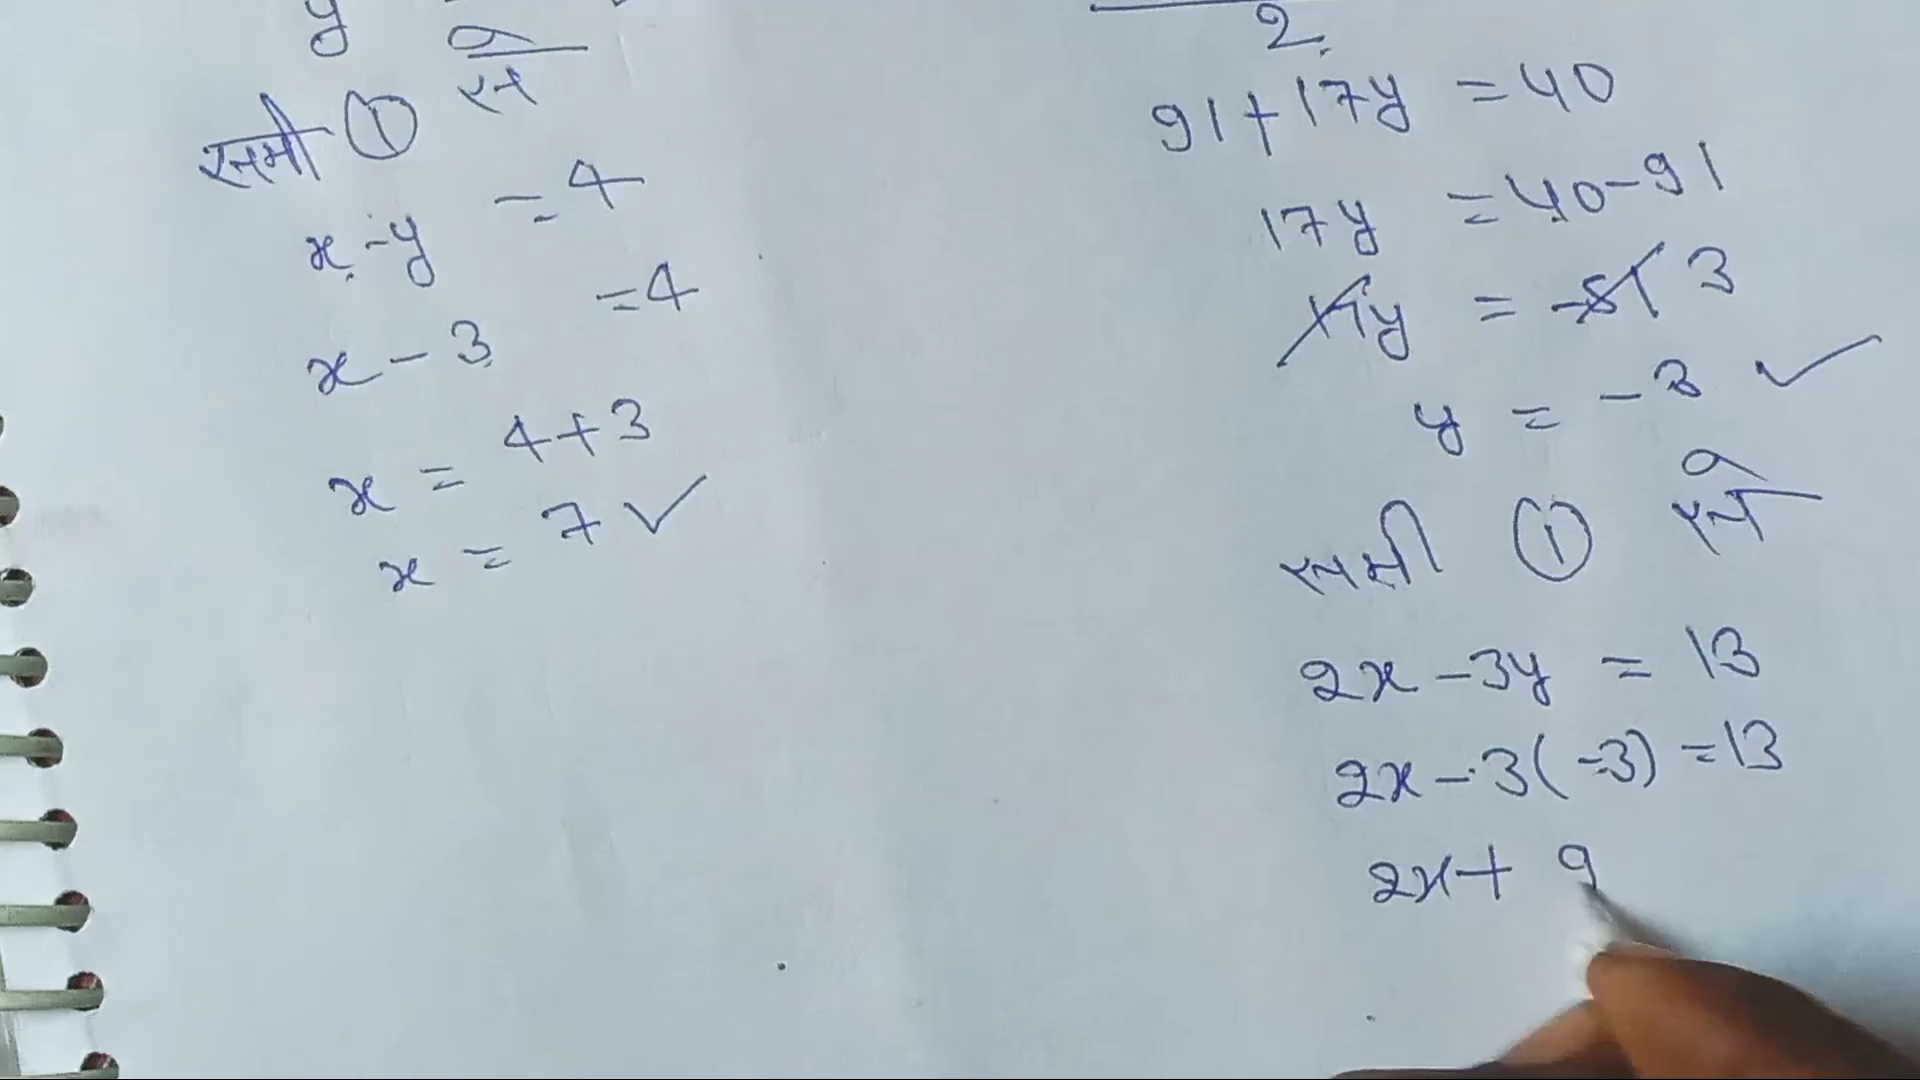 y
समी ① से
x - y = 4
x - 3 = 4
x = 4+3
x = 7 ✓
2
91+17y = 40
17y = 40-91
17y = -51 3
y = -3 ✓
समी ① से
2x - 3y = 13
2x - 3(-3) = 13
2x + 9